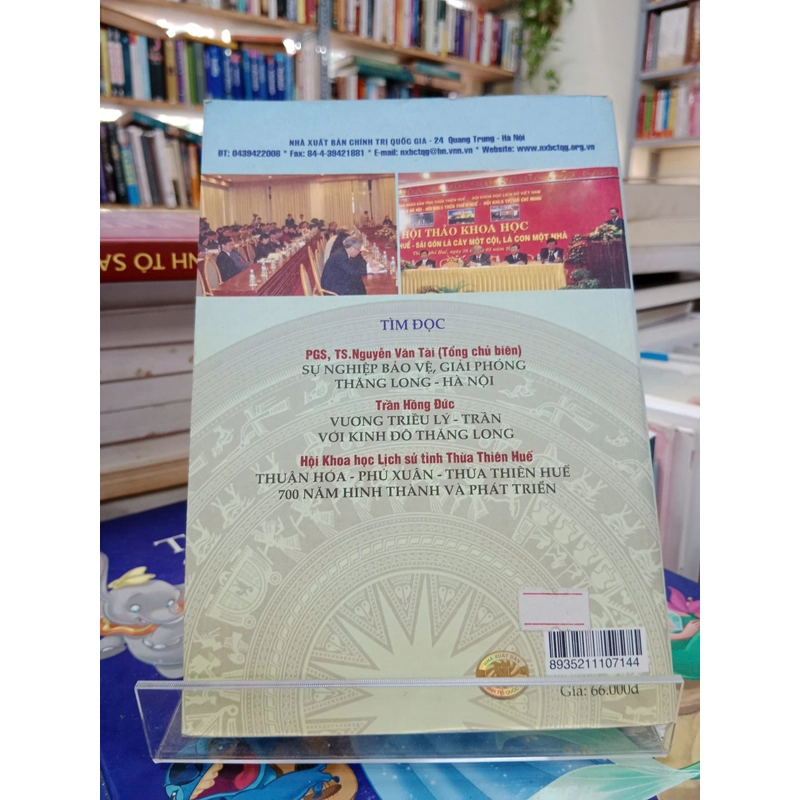 NHÀ XUẤT BẢN CHÍNH TRỊ QUỐC GIA - 24 Quang Trung - Hà Nội
ĐT: 0439422008 * Fax: 84-4-39421881 * E-mail: nxbctqg@hn.vnn.vn * Website: www.nxbctqg.org.vn
HỘI THẢO KHOA HỌC
HUẾ - SÀI GÒN LÀ CÂY MỘT CỘI, LÀ CON MỘT NHÀ
TÌM ĐỌC
PGS, TS.Nguyễn Văn Tài (Tổng chủ biên)
SỰ NGHIỆP BẢO VỆ, GIẢI PHÓNG
THĂNG LONG - HÀ NỘI
Trần Hồng Đức
VƯƠNG TRIỀU LÝ - TRẦN
VỚI KINH ĐÔ THĂNG LONG
Hội Khoa học Lịch sử tỉnh Thừa Thiên Huế
THUẬN HÓA - PHÚ XUÂN - THỪA THIÊN HUẾ
700 NĂM HÌNH THÀNH VÀ PHÁT TRIỂN
8935211107144
Giá: 66.000đ